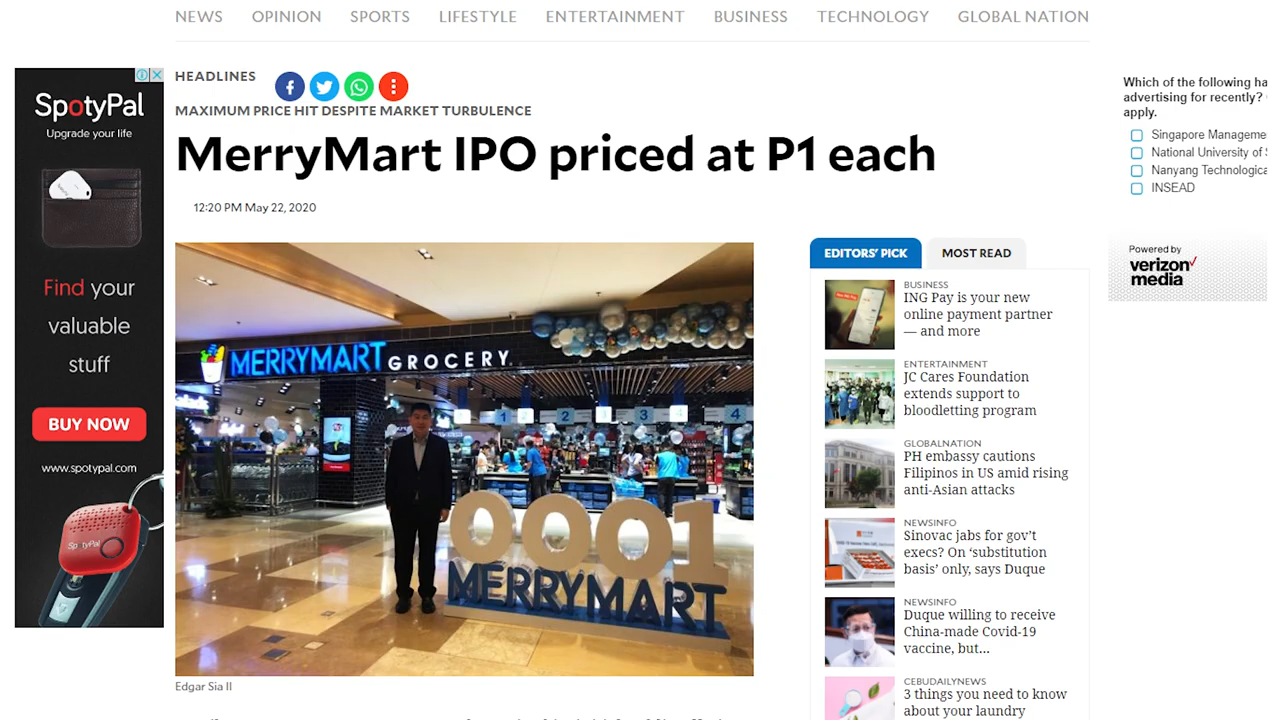 NEWS OPINION SPORTS LIFESTYLE ENTERTAINMENT BUSINESS TECHNOLOGY GLOBAL NATION
SpotyPal
Upgrade your life
Find your
valuable
stuff
BUY NOW
www.spotypal.com
SpotyPal
HEADLINES
MAXIMUM PRICE HIT DESPITE MARKET TURBULENCE
MerryMart IPO priced at P1 each
12:20 PM May 22, 2020
MERRYMART GROCERY
1 2 3 4
0001
MERRYMART
Edgar Sia II
EDITORS' PICK MOST READ
BUSINESS
ING Pay is your new
online payment partner
— and more
ENTERTAINMENT
JC Cares Foundation
extends support to
bloodletting program
GLOBALNATION
PH embassy cautions
Filipinos in US amid rising
anti-Asian attacks
NEWSINFO
Sinovac jabs for gov't
execs? On ‘substitution
basis’ only, says Duque
NEWSINFO
Duque willing to receive
China-made Covid-19
vaccine, but...
CEBUDAILYNEWS
3 things you need to know
about your laundry
Which of the following ha
advertising for recently?
apply.
Singapore Manageme
National University of
Nanyang Technologica
INSEAD
Powered by
verizon
media